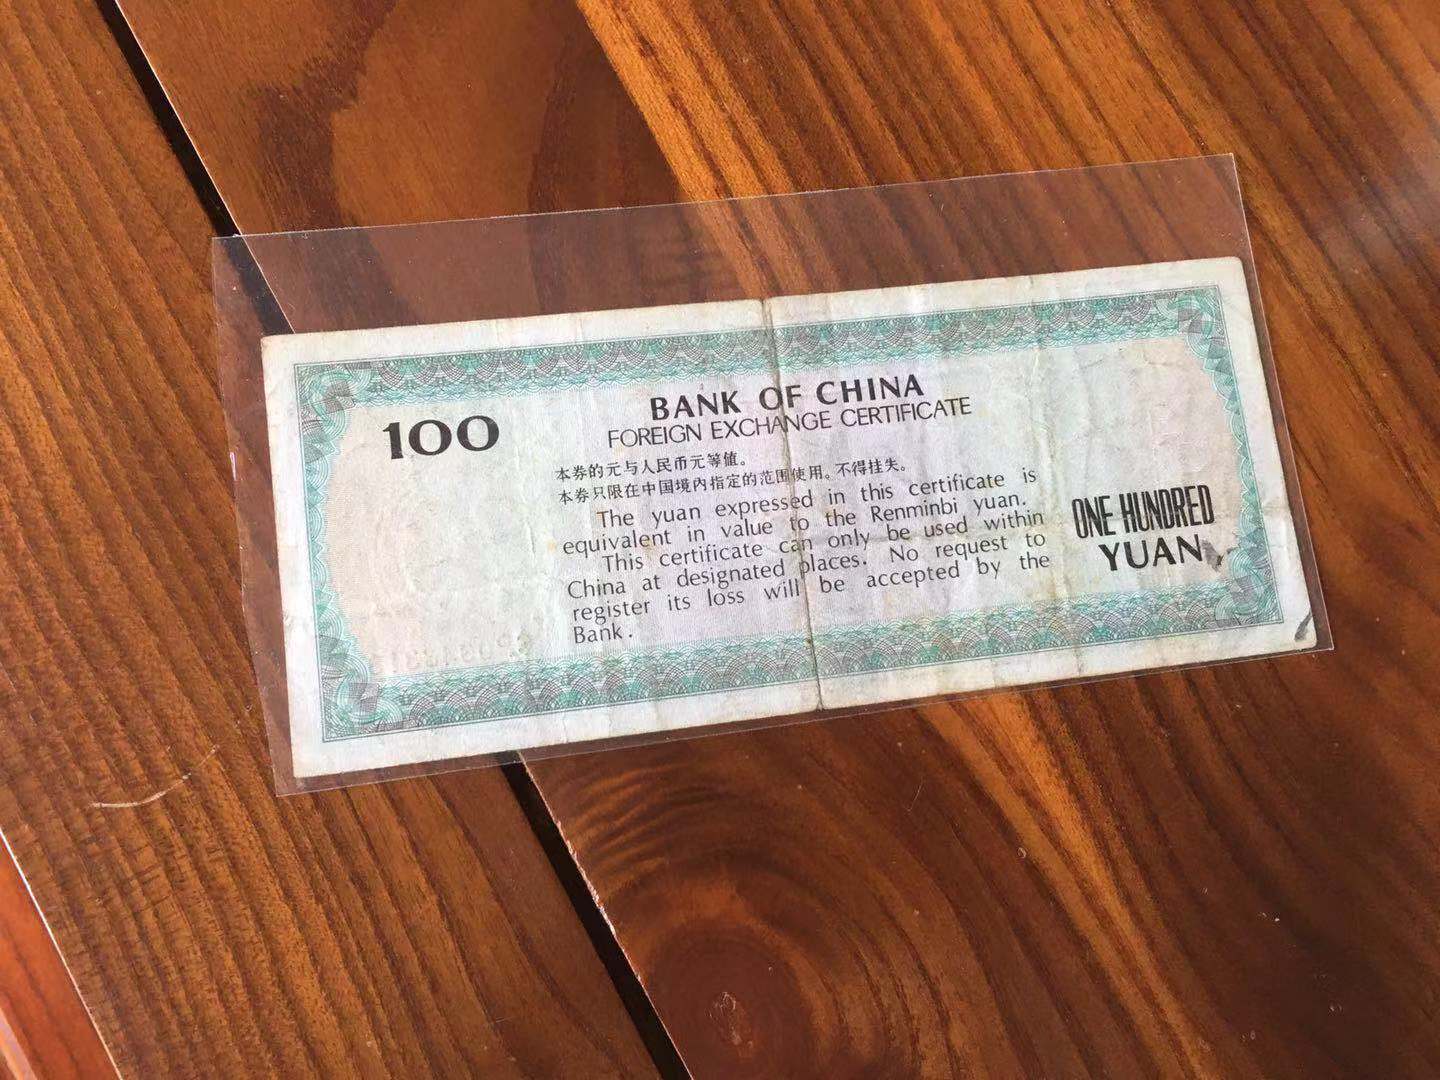 BANK OF CHINA
FOREIGN EXCHANGE CERTIFICATE
100
本券的元与人民币元等值。
本券只限在中国境内指定的范围使用。不得挂失。
The yuan expressed in this certificate is
equivalent in value to the Renminbi yuan.
This certificate can only be used within
China at designated places. No request to
register its loss will be accepted by the
Bank.
ONE HUNDRED
YUAN